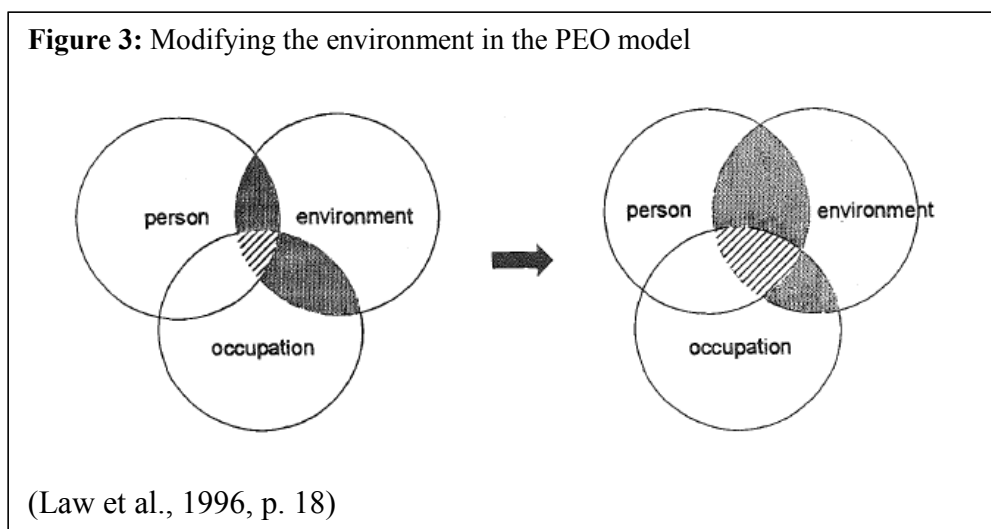 Figure 3: Modifying the environment in the PEO model
person
environment
occupation
person
environment
occupation
(Law et al., 1996, p. 18)